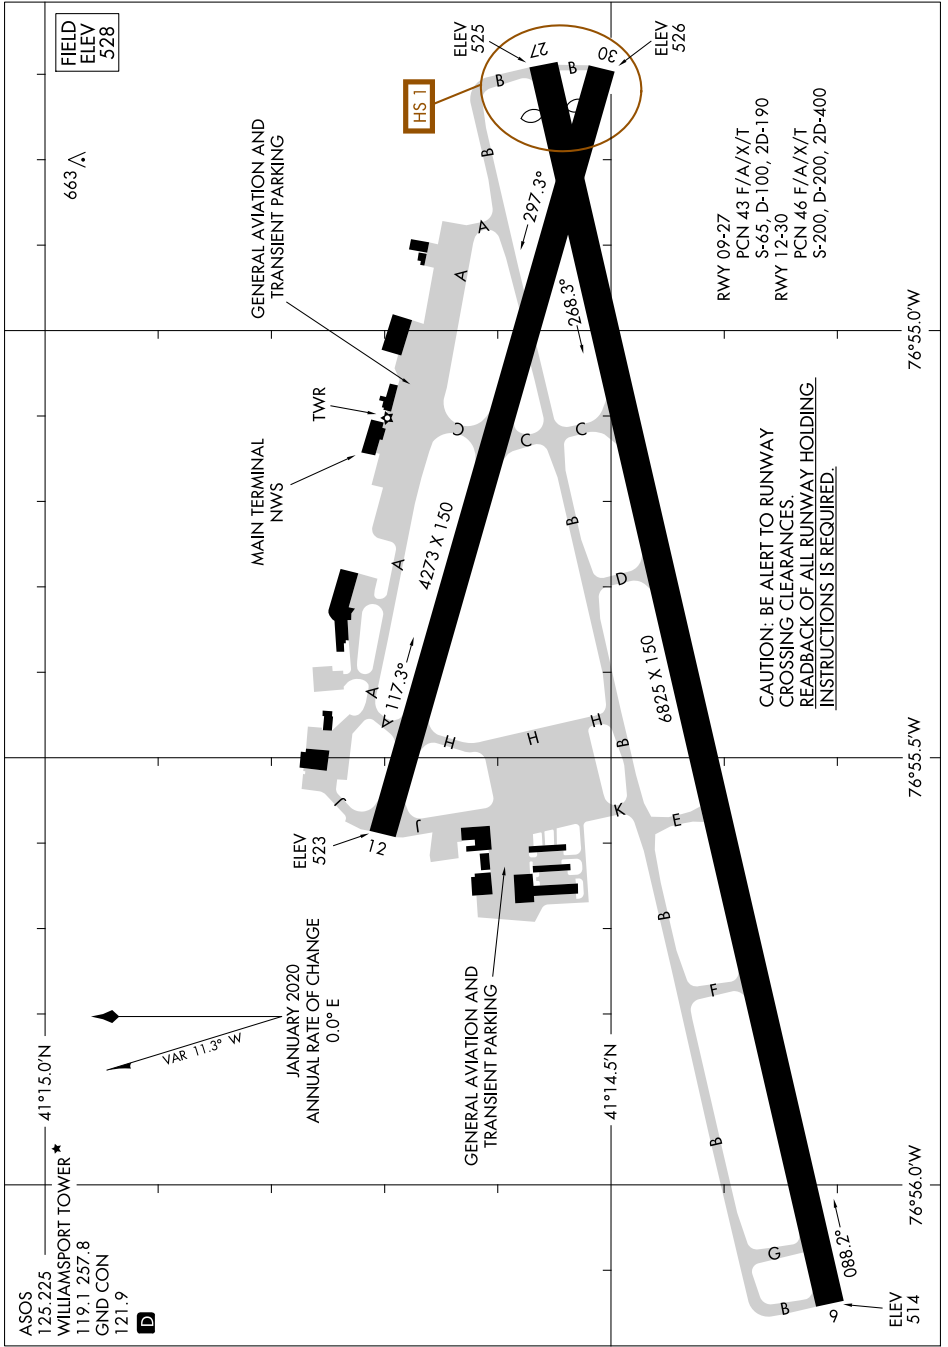 ASOS
125.225
WILLIAMSPORT TOWER ★
119.1 257.8
GND CON
121.9
D
41°15.0'N
FIELD
ELEV
528
663
JANUARY 2020
ANNUAL RATE OF CHANGE
0.0° E
VAR 11.3° W
MAIN TERMINAL
NWS
TWR
GENERAL AVIATION AND
TRANSIENT PARKING
HS 1
ELEV
525
27
30
ELEV
526
B
B
B
A
A
297.3°
268.3°
C
C
C
A
4273 X 150
B
D
A
A
117.3°
H
H
H
B
J
J
12
ELEV
523
K
E
6825 X 150
GENERAL AVIATION AND
TRANSIENT PARKING
B
F
B
G
B
9
088.2°
ELEV
514
41°14.5'N
RWY 09-27
PCN 43 F/A/X/T
S-65, D-100, 2D-190
RWY 12-30
PCN 46 F/A/X/T
S-200, D-200, 2D-400
CAUTION: BE ALERT TO RUNWAY
CROSSING CLEARANCES.
READBACK OF ALL RUNWAY HOLDING
INSTRUCTIONS IS REQUIRED.
76°56.0'W
76°55.5'W
76°55.0'W